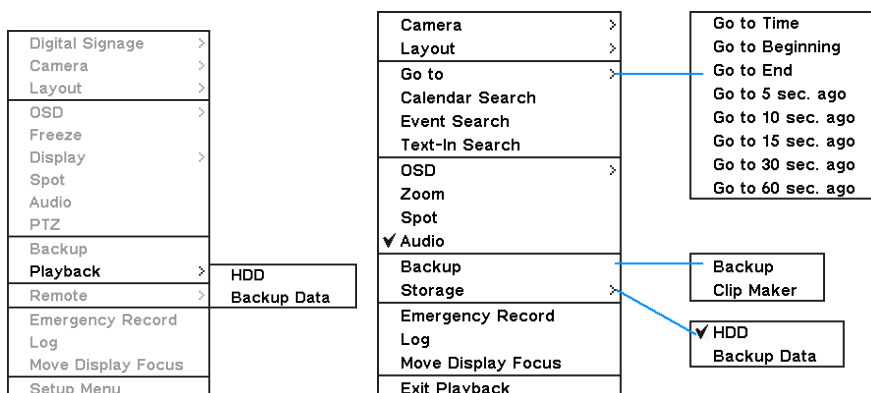 Digital Signage >
Camera >
Layout >
OSD >
Freeze
Display >
Spot
Audio
PTZ
Backup
Playback >
Remote >
Emergency Record
Log
Move Display Focus
Setup Menu
HDD
Backup Data
Camera >
Layout >
Go to >
Calendar Search
Event Search
Text-In Search
OSD >
Zoom
Spot
✓ Audio
Backup
Storage >
Emergency Record
Log
Move Display Focus
Exit Playback
Go to Time
Go to Beginning
Go to End
Go to 5 sec. ago
Go to 10 sec. ago
Go to 15 sec. ago
Go to 30 sec. ago
Go to 60 sec. ago
Backup
Clip Maker
✓ HDD
Backup Data